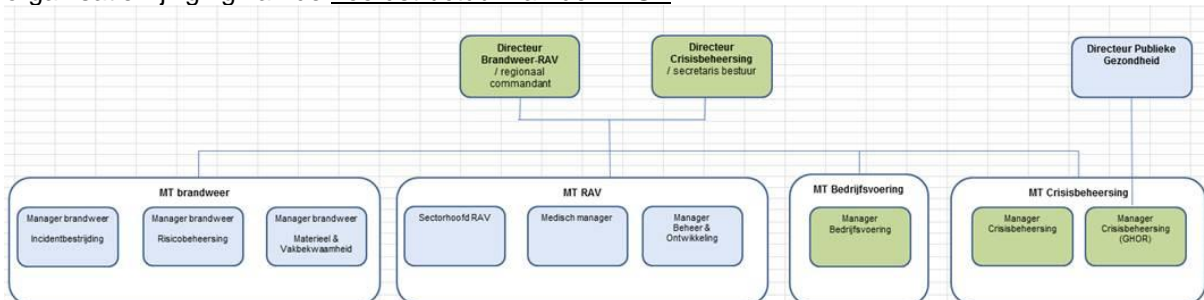 Directeur
Brandweer-RAV
/ regionaal
commandant
Directeur
Crisisbeheersing
/ secretaris bestuur
Directeur Publieke
Gezondheid
MT brandweer
Manager brandweer
Incidentbestrijding
Manager brandweer
Risicobeheersing
Manager brandweer
Materieel &
Vakbekwaamheid
MT RAV
Sectorhoofd RAV
Medisch manager
Manager
Beheer &
Ontwikkeling
MT Bedrijfsvoering
Manager
Bedrijfsvoering
MT Crisisbeheersing
Manager
Crisisbeheersing
Manager
Crisisbeheersing
(GHOR)